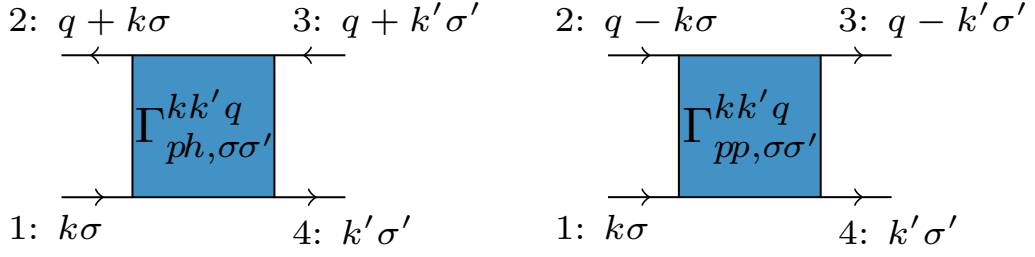 2: q + kσ 3: q + k′σ′ 2: q − kσ 3: q − k′σ′
Γ^{kk′q}_{ph,σσ′} Γ^{kk′q}_{pp,σσ′}
1: kσ 4: k′σ′ 1: kσ 4: k′σ′